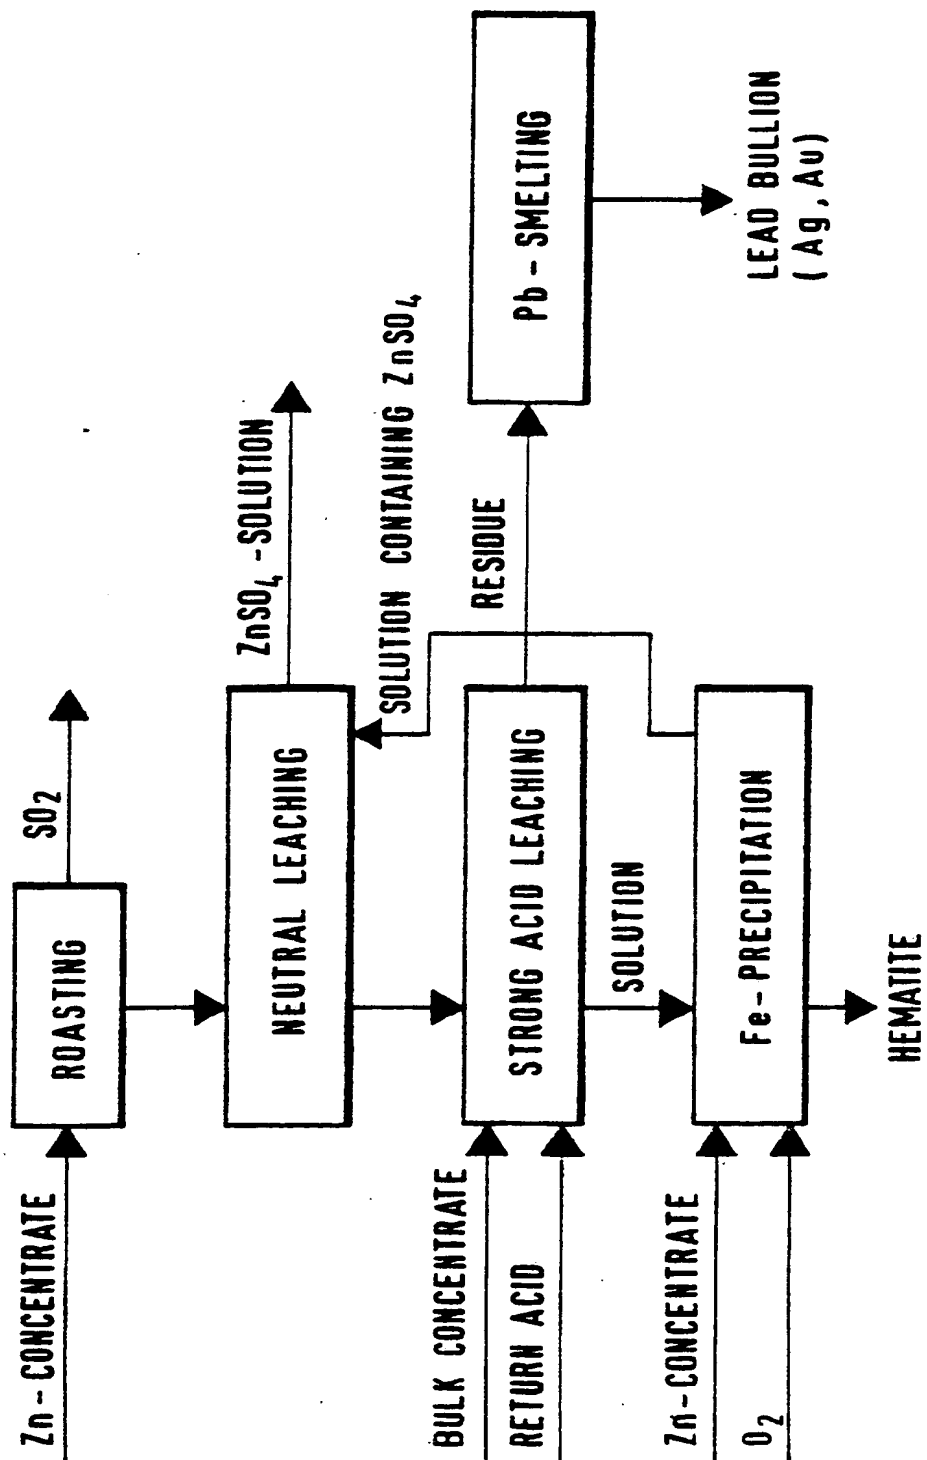 Zn-CONCENTRATE
ROASTING
SO2
NEUTRAL LEACHING
ZnSO4-SOLUTION
SOLUTION CONTAINING ZnSO4
BULK CONCENTRATE
RETURN ACID
STRONG ACID LEACHING
RESIDUE
Pb-SMELTING
LEAD BULLION
(Ag, Au)
SOLUTION
Zn-CONCENTRATE
O2
Fe-PRECIPITATION
HEMATITE